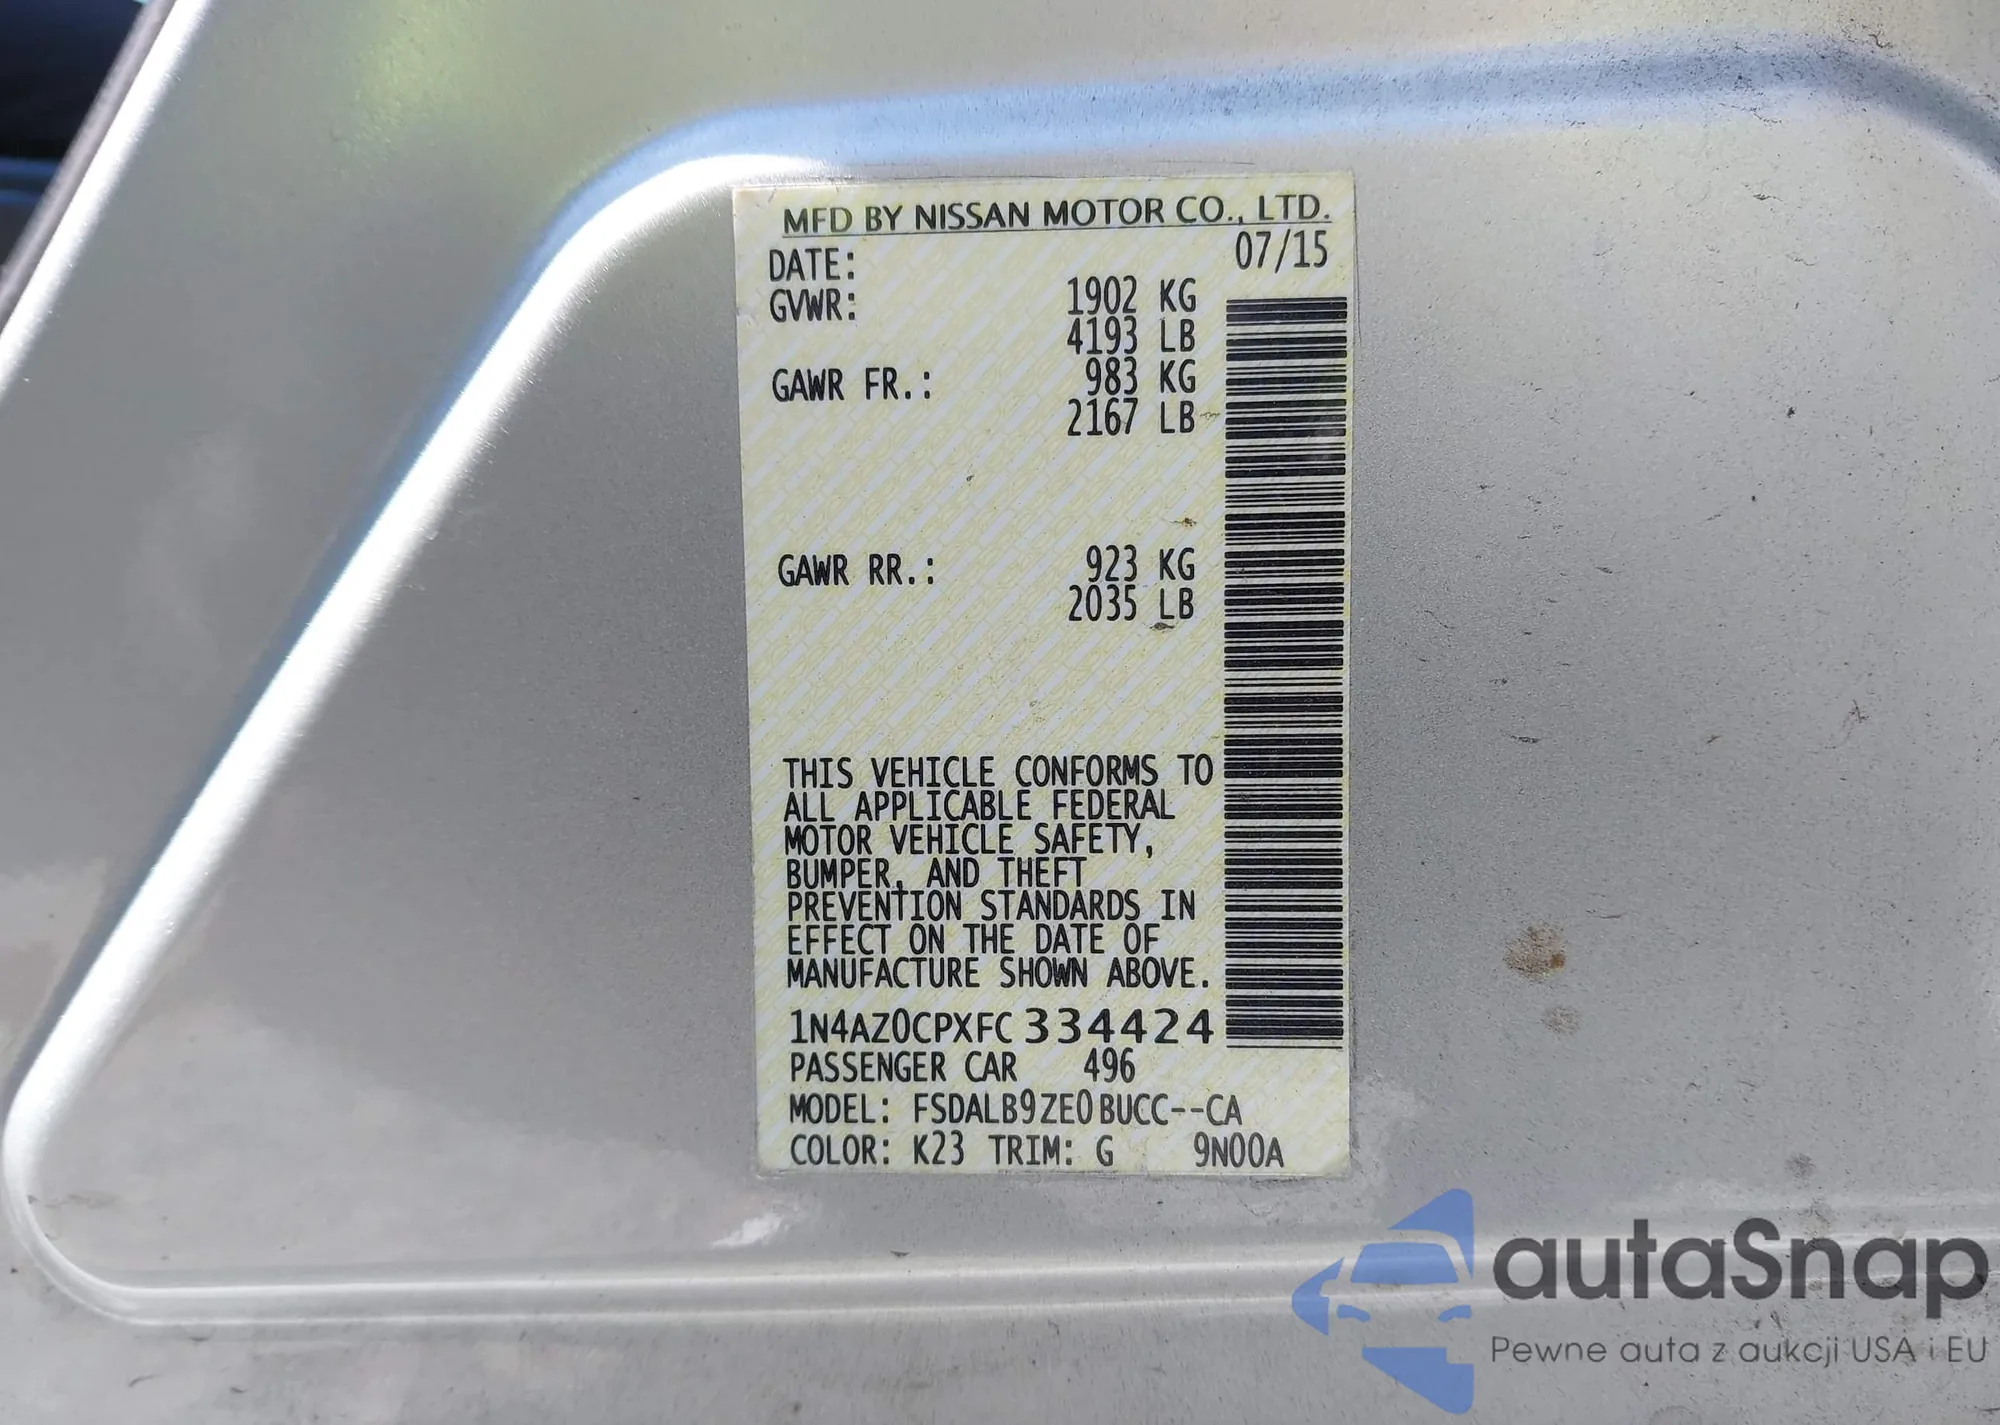 MFD BY NISSAN MOTOR CO., LTD.
DATE: 07/15
GVWR: 1902 KG
4193 LB
GAWR FR.: 983 KG
2167 LB
GAWR RR.: 923 KG
2035 LB
THIS VEHICLE CONFORMS TO
ALL APPLICABLE FEDERAL
MOTOR VEHICLE SAFETY,
BUMPER, AND THEFT
PREVENTION STANDARDS IN
EFFECT ON THE DATE OF
MANUFACTURE SHOWN ABOVE.
1N4AZ0CPXFC334424
PASSENGER CAR 496
MODEL: FSDALB9ZE0BUCC--CA
COLOR: K23 TRIM: G 9N00A
autaSnap
Pewne auta z aukcji USA i EU